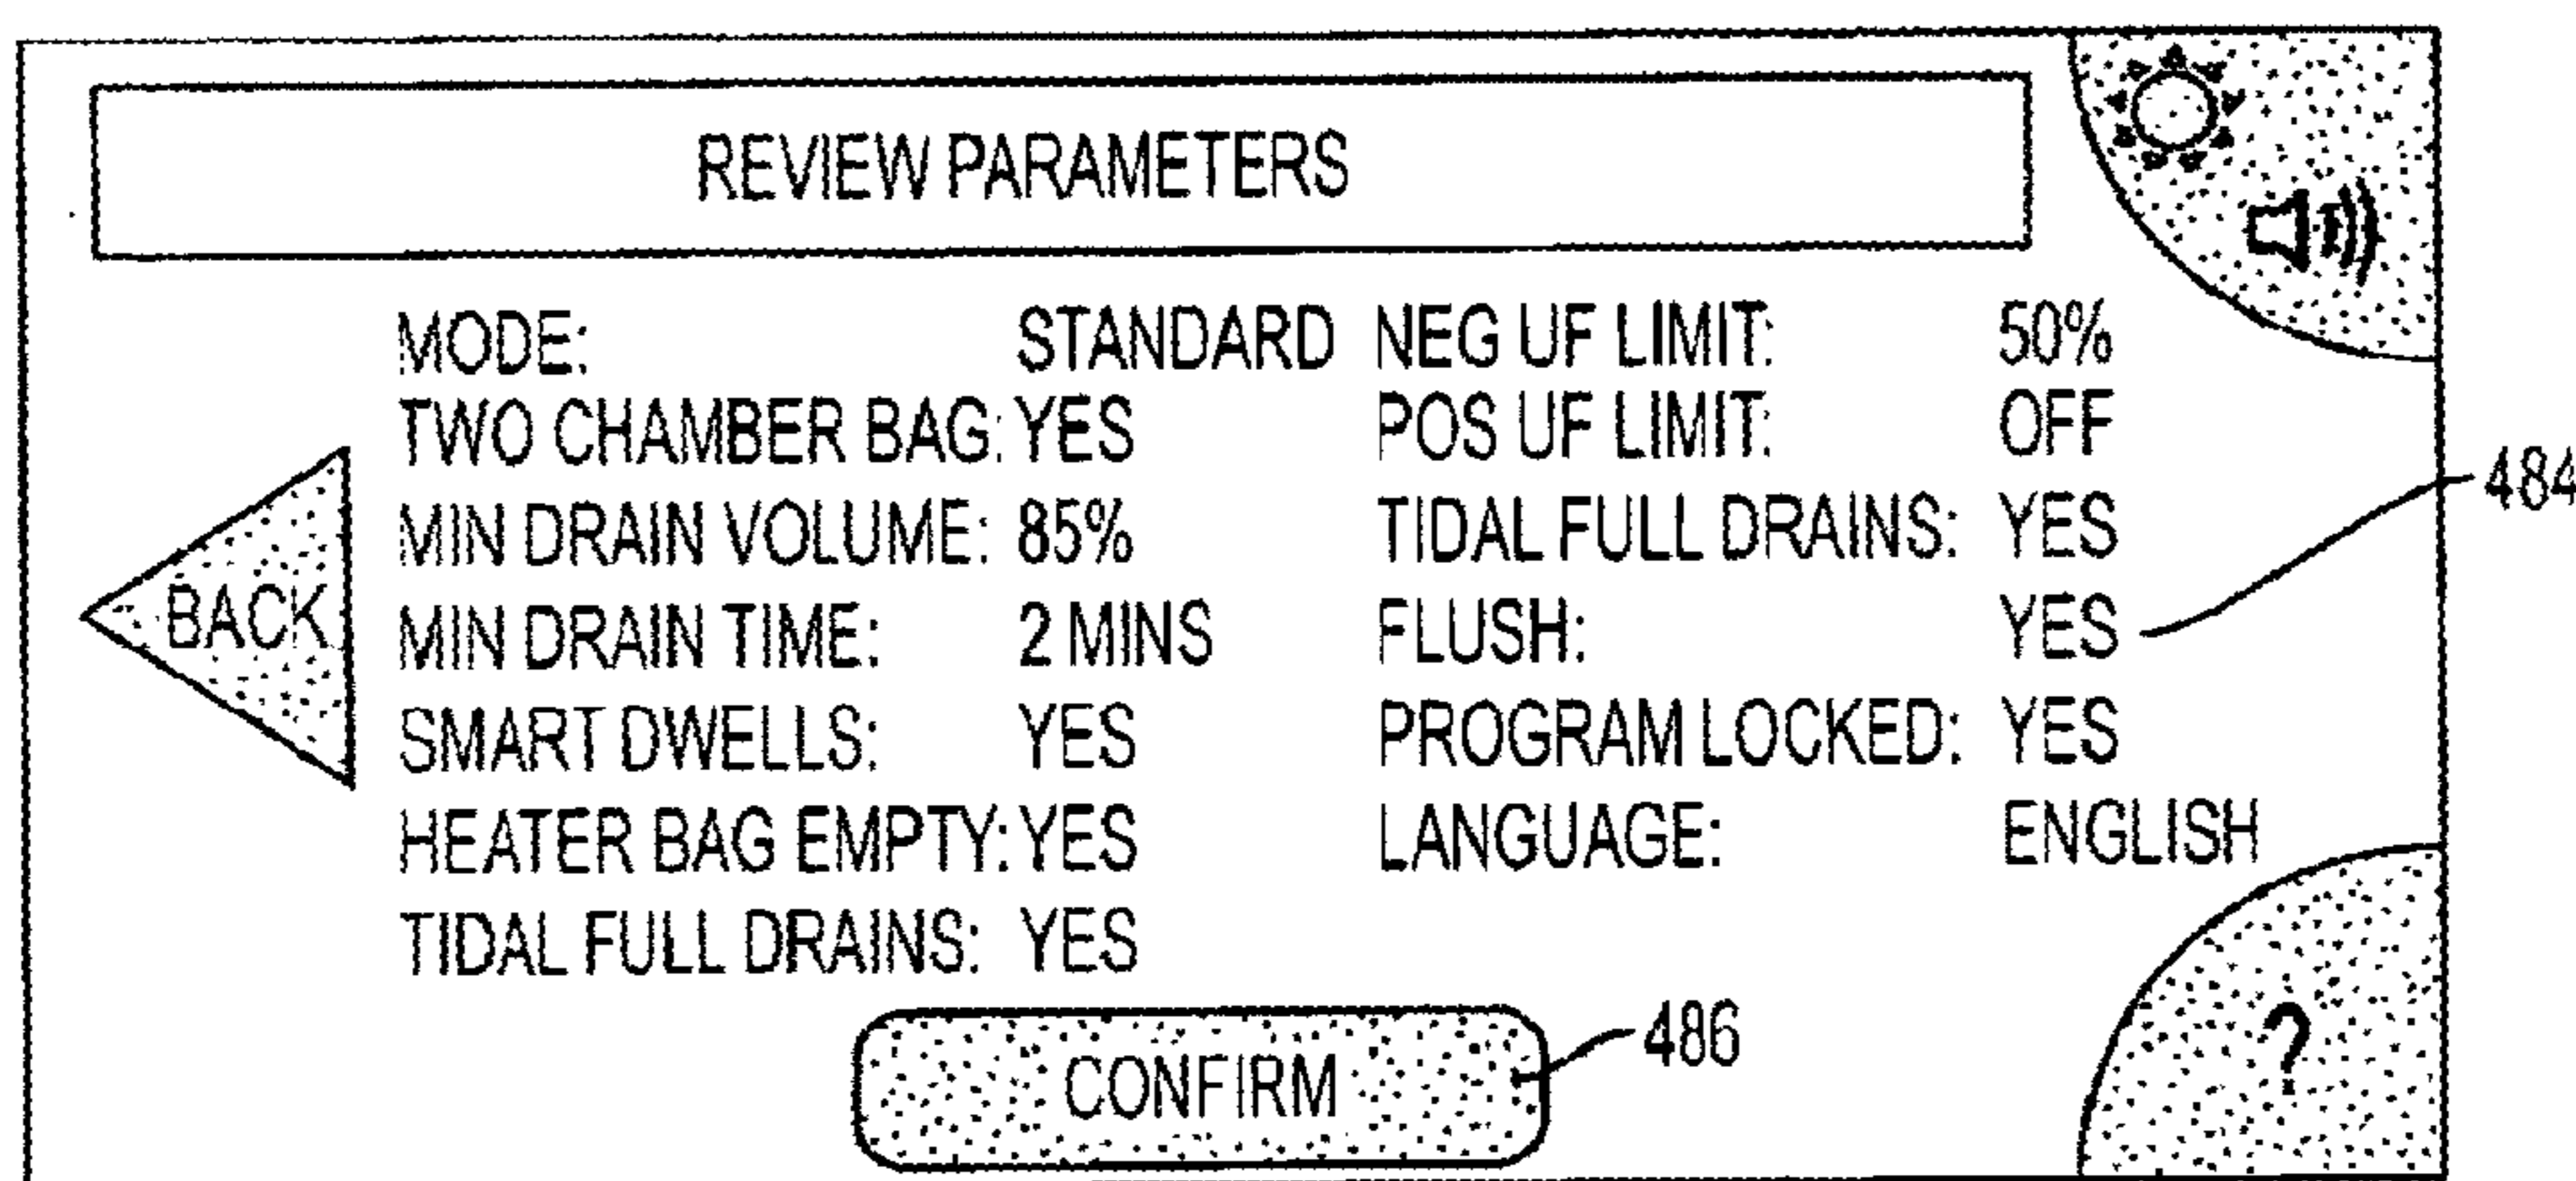 REVIEW PARAMETERS
MODE: STANDARD NEG UF LIMIT: 50%
TWO CHAMBER BAG: YES POS UF LIMIT: OFF
MIN DRAIN VOLUME: 85% TIDAL FULL DRAINS: YES
484
BACK
MIN DRAIN TIME: 2 MINS FLUSH: YES
SMART DWELLS: YES PROGRAM LOCKED: YES
HEATER BAG EMPTY: YES LANGUAGE: ENGLISH
TIDAL FULL DRAINS: YES
CONFIRM
486
?